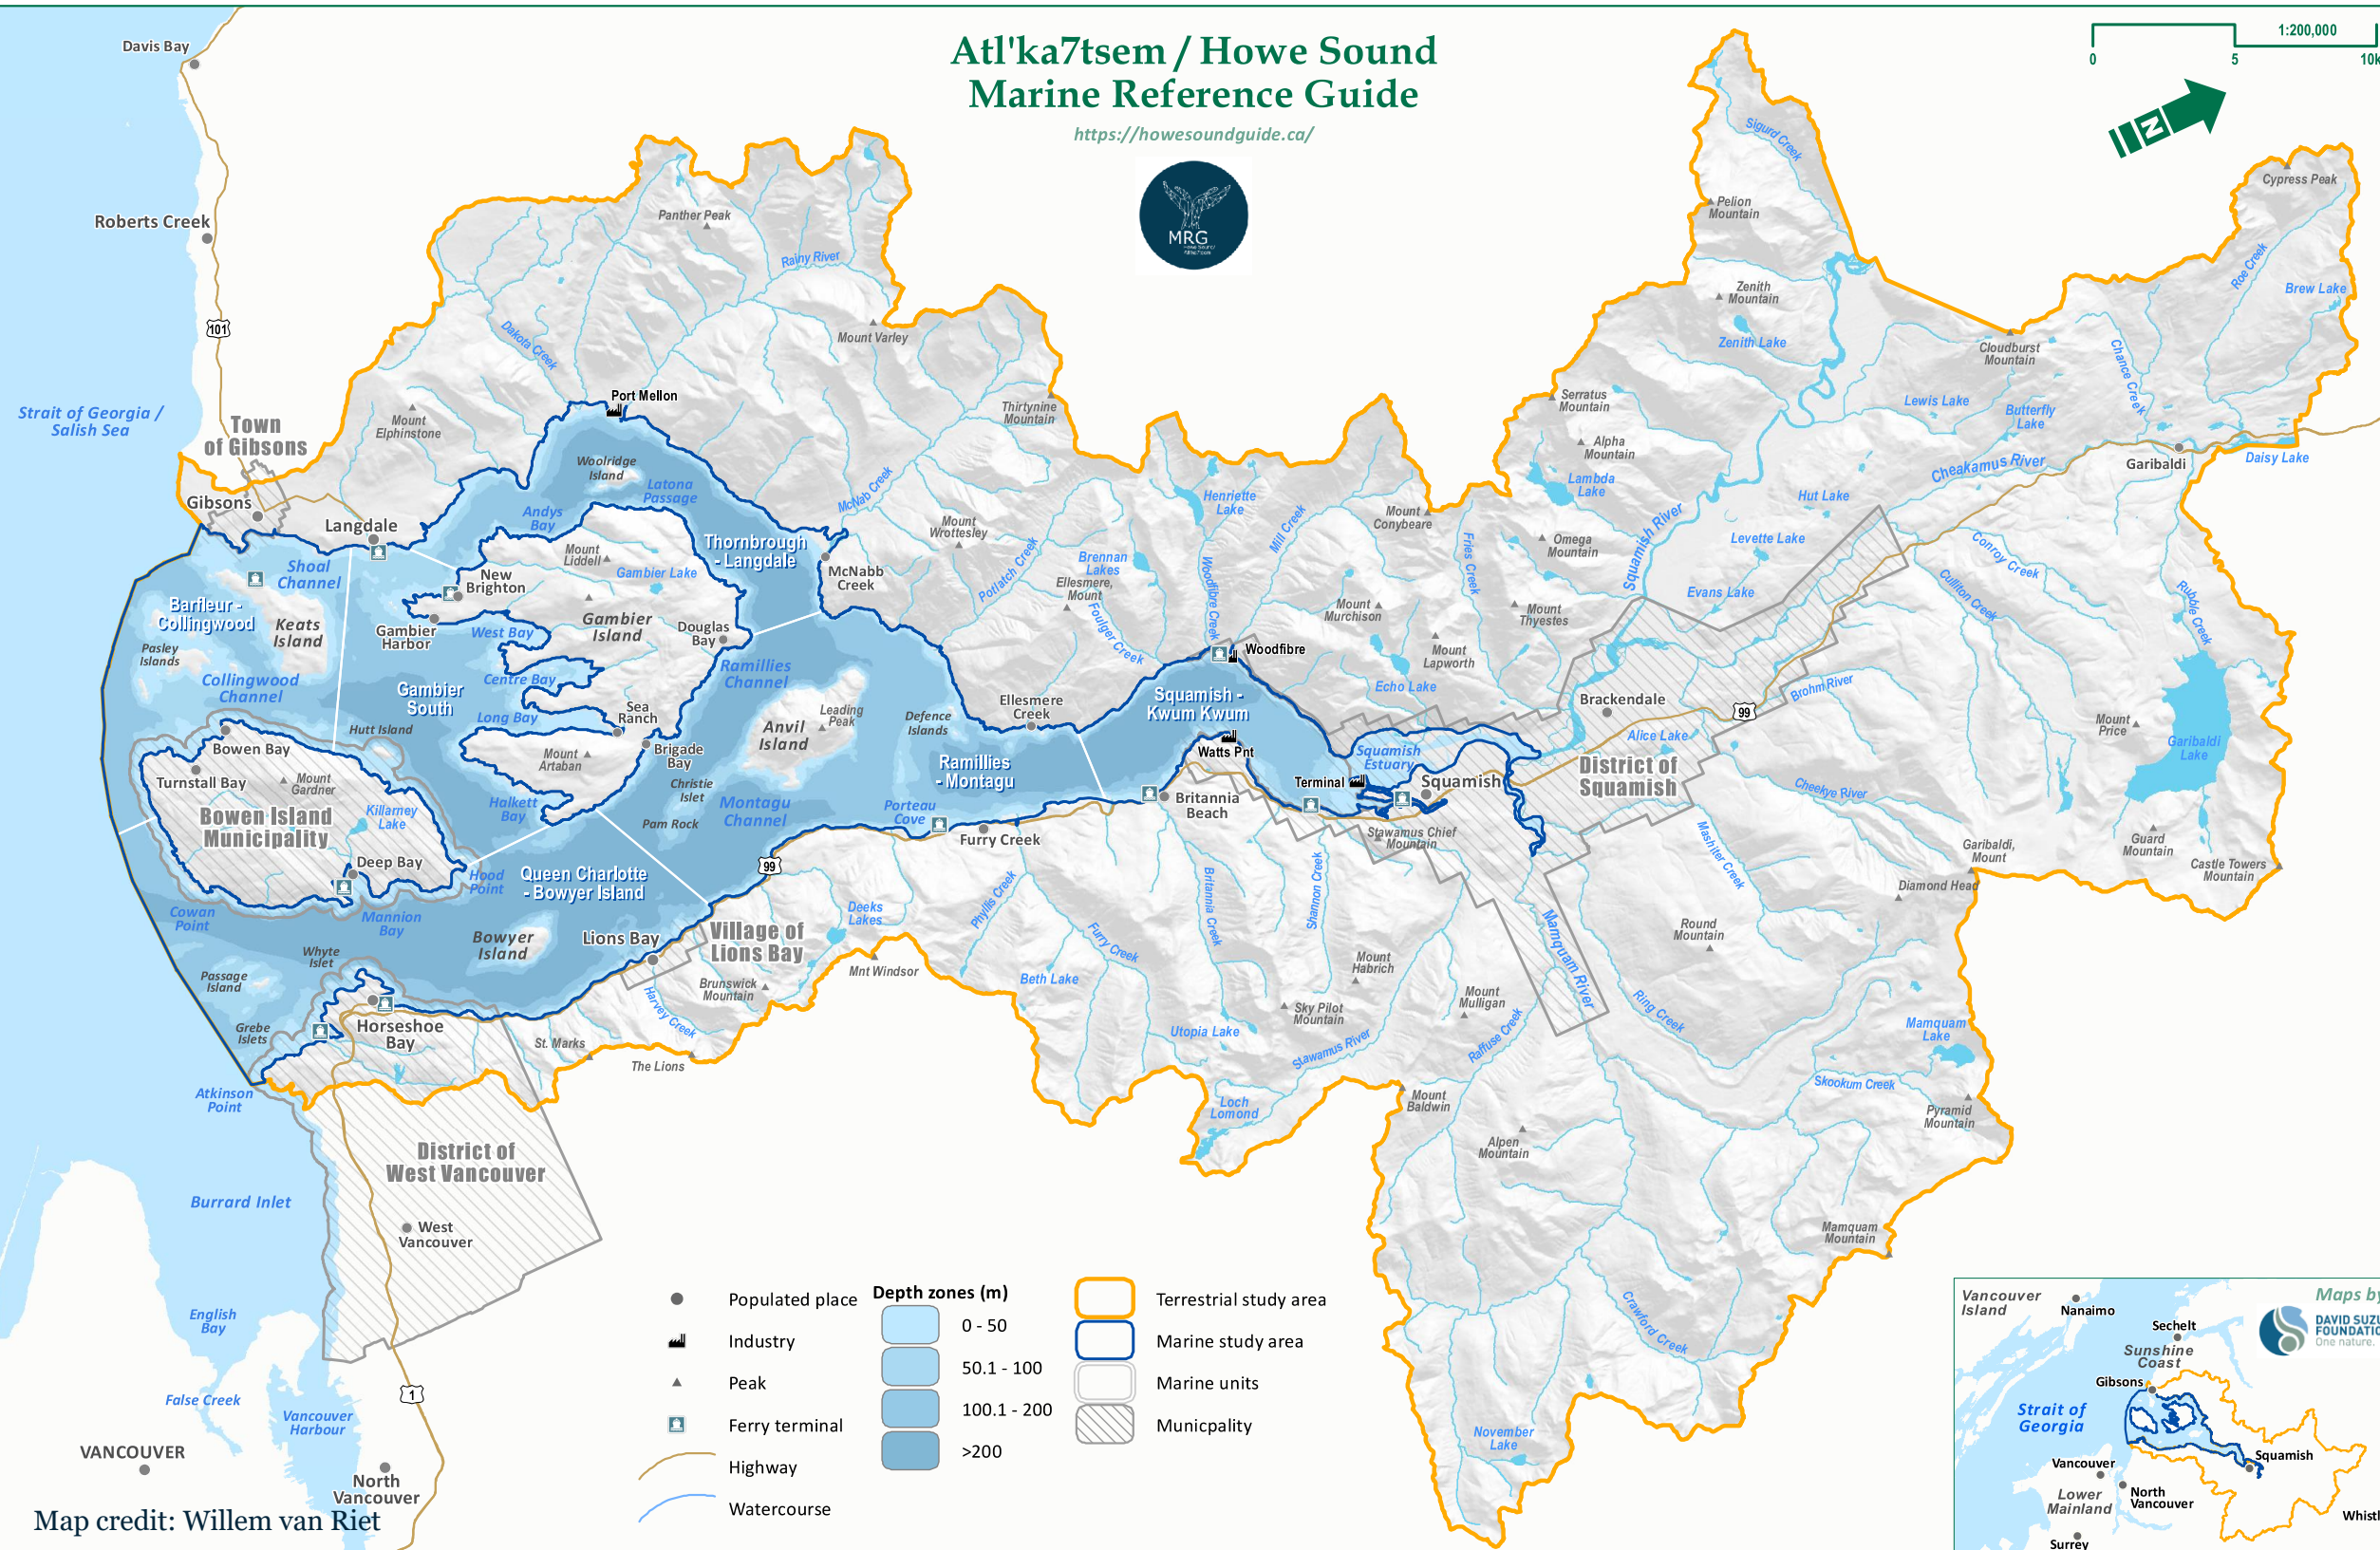 Atl'ka7tsem / Howe Sound
Marine Reference Guide
https://howesoundguide.ca/
MRG
1:200,000
0
5
10k
N
Davis Bay
Roberts Creek
101
Strait of Georgia /
Salish Sea
Town
of Gibsons
Gibsons
Langdale
Mount
Elphinstone
Dakota Creek
Panther Peak
Rainy River
Mount Varley
Port Mellon
Woolridge
Island
Latona
Passage
Andys
Bay
Thornbrough
- Langdale
McNab Creek
McNabb
Creek
Thirtynine
Mountain
Mount
Wrottesley
Potlatch Creek
Brennan
Lakes
Ellesmere,
Mount
Foulger Creek
Henriette
Lake
Woodfibre Creek
Mill Creek
Woodfibre
Mount
Conybeare
Fries Creek
Mount
Murchison
Mount
Lapworth
Echo Lake
Mount
Thyestes
Omega
Mountain
Lambda
Lake
Alpha
Mountain
Serratus
Mountain
Sigurd Creek
Pelion
Mountain
Zenith
Mountain
Zenith Lake
Squamish River
Cypress Peak
Roe Creek
Brew Lake
Cloudburst
Mountain
Chance Creek
Lewis Lake
Butterfly
Lake
Cheakamus River
Garibaldi
Daisy Lake
Hut Lake
Levette Lake
Evans Lake
Conroy Creek
Culliton Creek
Rubble Creek
Brohm River
Brackendale
99
Alice Lake
District of
Squamish
Cheekye River
Mount
Price
Garibaldi
Lake
Guard
Mountain
Castle Towers
Mountain
Garibaldi,
Mount
Diamond Head
Mashiter Creek
Round
Mountain
Ring Creek
Mamquam River
Mamquam
Lake
Skookum Creek
Pyramid
Mountain
Mamquam
Mountain
Crawford Creek
November
Lake
Alpen
Mountain
Mount
Baldwin
Raffuse Creek
Mount
Mulligan
Mount
Habrich
Sky Pilot
Mountain
Stawamus River
Loch
Lomond
Utopia Lake
Shannon Creek
Britannia Creek
Beth Lake
Furry Creek
Phyllis Creek
Mnt Windsor
Deeks
Lakes
Shoal
Channel
Barfleur -
Collingwood
Keats
Island
Pasley
Islands
Collingwood
Channel
New
Brighton
Gambier
Harbor
Mount
Liddell
Gambier Lake
Gambier
Island
Douglas
Bay
West Bay
Centre Bay
Long Bay
Gambier
South
Sea
Ranch
Mount
Artaban
Brigade
Bay
Halkett
Bay
Ramillies
Channel
Anvil
Island
Leading
Peak
Christie
Islet
Pam Rock
Montagu
Channel
Defence
Islands
Ramillies
- Montagu
Porteau
Cove
Furry Creek
Ellesmere
Creek
Squamish -
Kwum Kwum
Watts Pnt
Britannia
Beach
Squamish
Estuary
Terminal
Squamish
Stawamus Chief
Mountain
Hutt Island
Bowen Bay
Turnstall Bay
Mount
Gardner
Bowen Island
Municipality
Killarney
Lake
Deep Bay
Hood
Point
Cowan
Point
Mannion
Bay
Queen Charlotte
- Bowyer Island
Bowyer
Island
99
Lions Bay
Village of
Lions Bay
Brunswick
Mountain
Harvey Creek
The Lions
St. Marks
Whyte
Islet
Passage
Island
Grebe
Islets
Horseshoe
Bay
Atkinson
Point
Burrard Inlet
District of
West Vancouver
West
Vancouver
English
Bay
False Creek
Vancouver
Harbour
1
VANCOUVER
North
Vancouver
Map credit: Willem van Riet
Populated place
Industry
Peak
Ferry terminal
Highway
Watercourse
Depth zones (m)
0 - 50
50.1 - 100
100.1 - 200
>200
Terrestrial study area
Marine study area
Marine units
Municpality
Vancouver
Island
Nanaimo
Maps by
DAVID SUZU
FOUNDATIO
One nature.
Sechelt
Sunshine
Coast
Gibsons
Strait of
Georgia
Squamish
Vancouver
Lower
Mainland
North
Vancouver
Whistl
Surrey